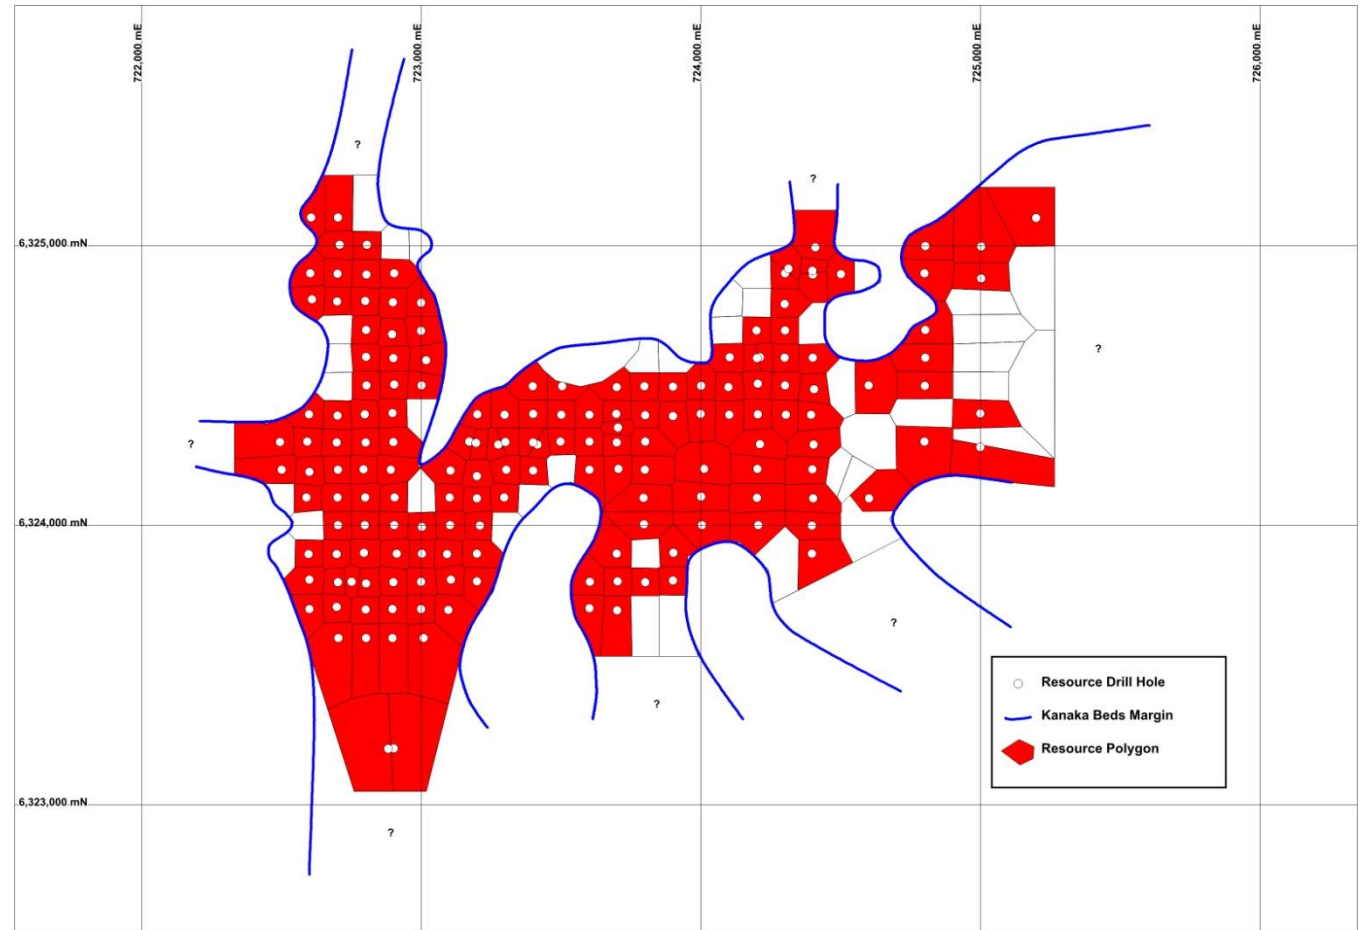 722,000 mE
723,000 mE
724,000 mE
725,000 mE
726,000 mE
?
?
6,325,000 mN
?
?
6,324,000 mN
?
?
Resource Drill Hole
?
Kanaka Beds Margin
Resource Polygon
6,323,000 mN
?